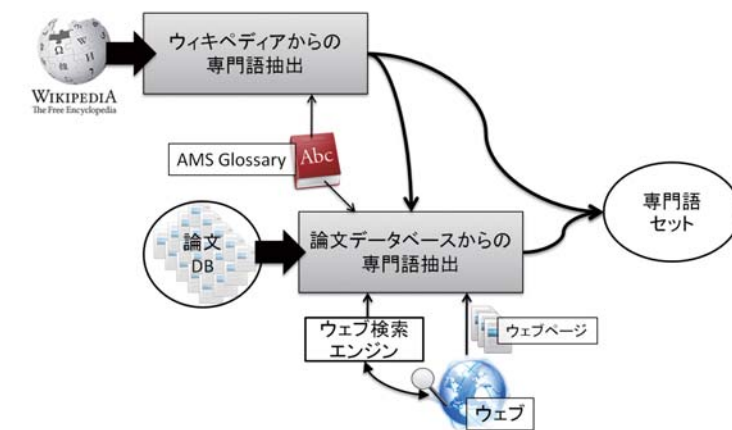 ウィキペディアからの
専門語抽出
WIKIPEDIA
The Free Encyclopedia
AMS Glossary
Abc
論文
DB
論文データベースからの
専門語抽出
専門語
セット
ウェブ検索
エンジン
ウェブページ
ウェブ